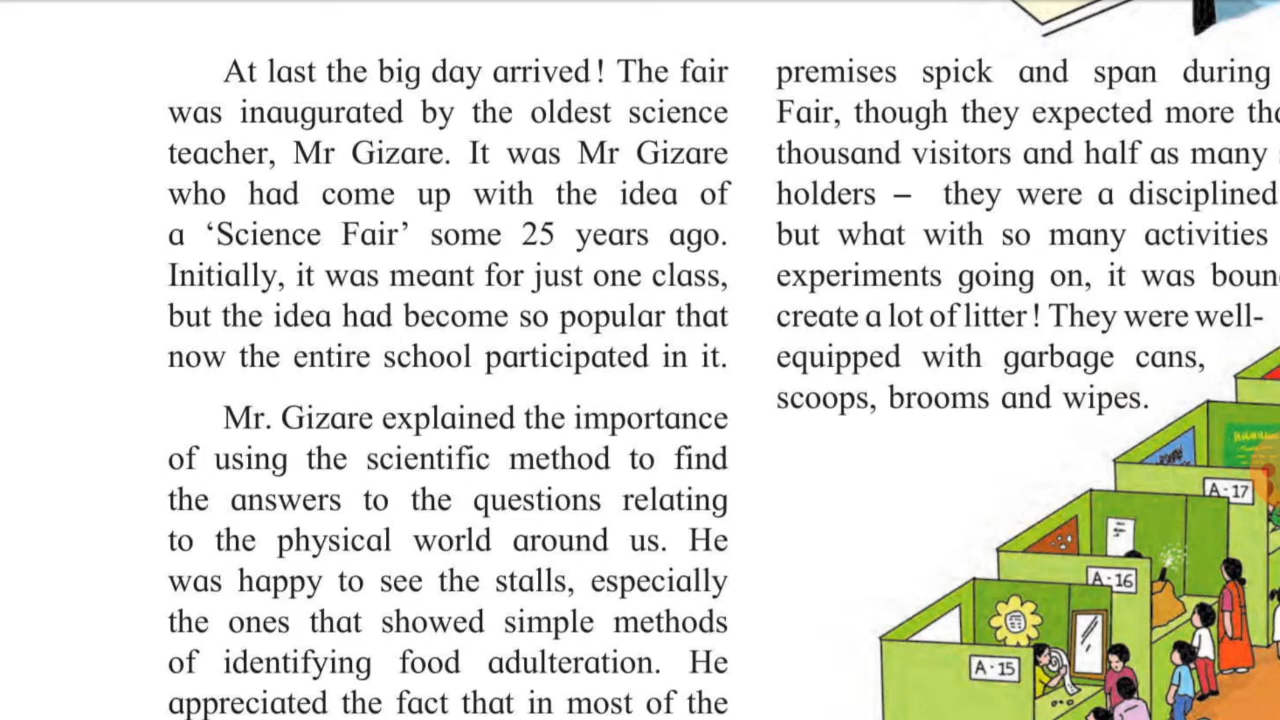 At last the big day arrived! The fair
was inaugurated by the oldest science
teacher, Mr Gizare. It was Mr Gizare
who had come up with the idea of
a ‘Science Fair’ some 25 years ago.
Initially, it was meant for just one class,
but the idea had become so popular that
now the entire school participated in it.
Mr. Gizare explained the importance
of using the scientific method to find
the answers to the questions relating
to the physical world around us. He
was happy to see the stalls, especially
the ones that showed simple methods
of identifying food adulteration. He
appreciated the fact that in most of the
premises spick and span during
Fair, though they expected more
thousand visitors and half as many
holders – they were a disciplined
but what with so many activities
experiments going on, it was
create a lot of litter! They were well-
equipped with garbage cans,
scoops, brooms and wipes.
A-17
A-16
A-15